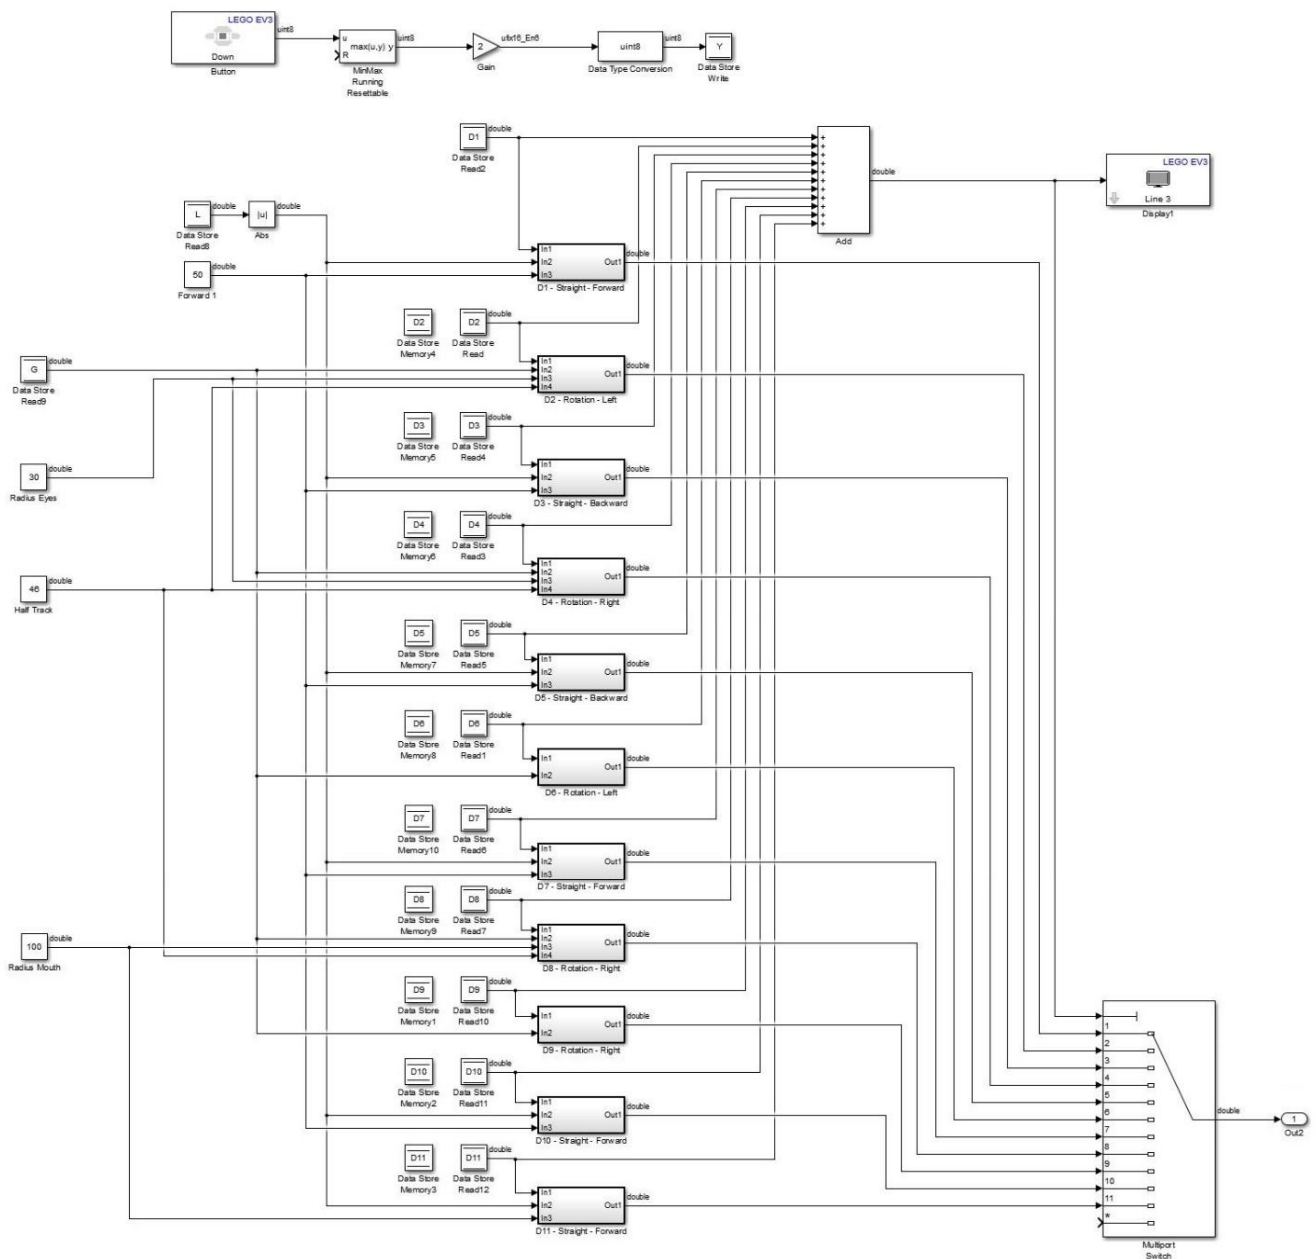 LEGO EV3
Down
Button
uint8
u
R
max(u,y) y
MinMax
Running
Resettable
uint8
2
Gain
ufix16_En6
uint8
Data Type Conversion
uint8
Y
Data Store
Write
D1
double
Data Store
Read2
Add
double
LEGO EV3
Line 3
Display1
L
double
Data Store
Read8
|u|
double
Abs
50
double
Forward 1
In1
In2
In3
Out1
double
D1 - Straight - Forward
D2
Data Store
Memory4
D2
double
Data Store
Read
In1
In2
In3
In4
Out1
double
D2 - Rotation - Left
G
double
Data Store
Read9
D3
Data Store
Memory5
D3
double
Data Store
Read4
In1
In2
In3
Out1
double
D3 - Straight - Backward
30
double
Radius Eyes
D4
Data Store
Memory6
D4
double
Data Store
Read3
In1
In2
In3
In4
Out1
double
D4 - Rotation - Right
46
double
Half Track
D5
Data Store
Memory7
D5
double
Data Store
Read5
In1
In2
In3
Out1
double
D5 - Straight - Backward
D6
Data Store
Memory8
D6
double
Data Store
Read1
In1
In2
Out1
double
D6 - Rotation - Left
D7
Data Store
Memory10
D7
double
Data Store
Read6
In1
In2
In3
Out1
double
D7 - Straight - Forward
D8
Data Store
Memory9
D8
double
Data Store
Read7
In1
In2
In3
In4
Out1
double
D8 - Rotation - Right
100
double
Radius Mouth
D9
Data Store
Memory1
D9
double
Data Store
Read10
In1
In2
Out1
double
D9 - Rotation - Right
D10
Data Store
Memory2
D10
double
Data Store
Read11
In1
In2
In3
Out1
double
D10 - Straight - Forward
D11
Data Store
Memory3
D11
double
Data Store
Read12
In1
In2
In3
Out1
double
D11 - Straight - Forward
1
2
3
4
5
6
7
8
9
10
11
*
Multiport
Switch
double
1
Out2